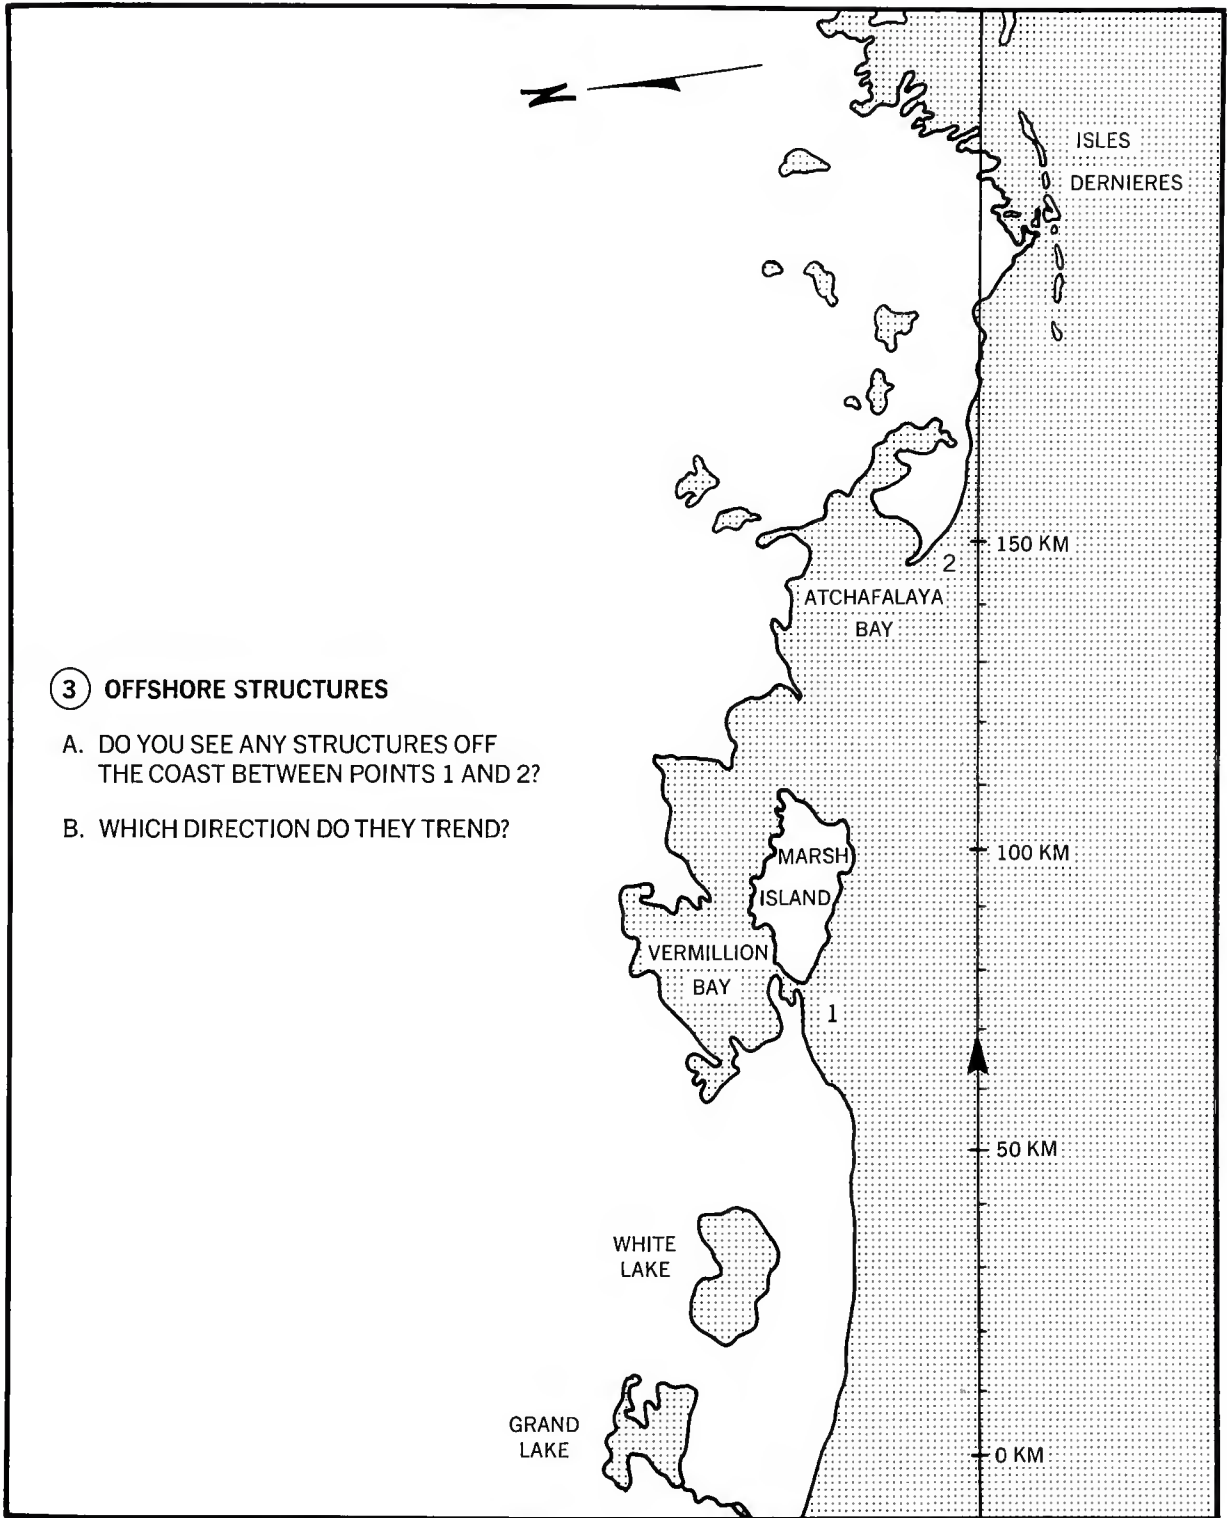 N
ISLES
DERNIERES
150 KM
2
ATCHAFALAYA
BAY
3 OFFSHORE STRUCTURES
A. DO YOU SEE ANY STRUCTURES OFF
THE COAST BETWEEN POINTS 1 AND 2?
B. WHICH DIRECTION DO THEY TREND?
MARSH
ISLAND
100 KM
VERMILLION
BAY
1
50 KM
WHITE
LAKE
GRAND
LAKE
0 KM